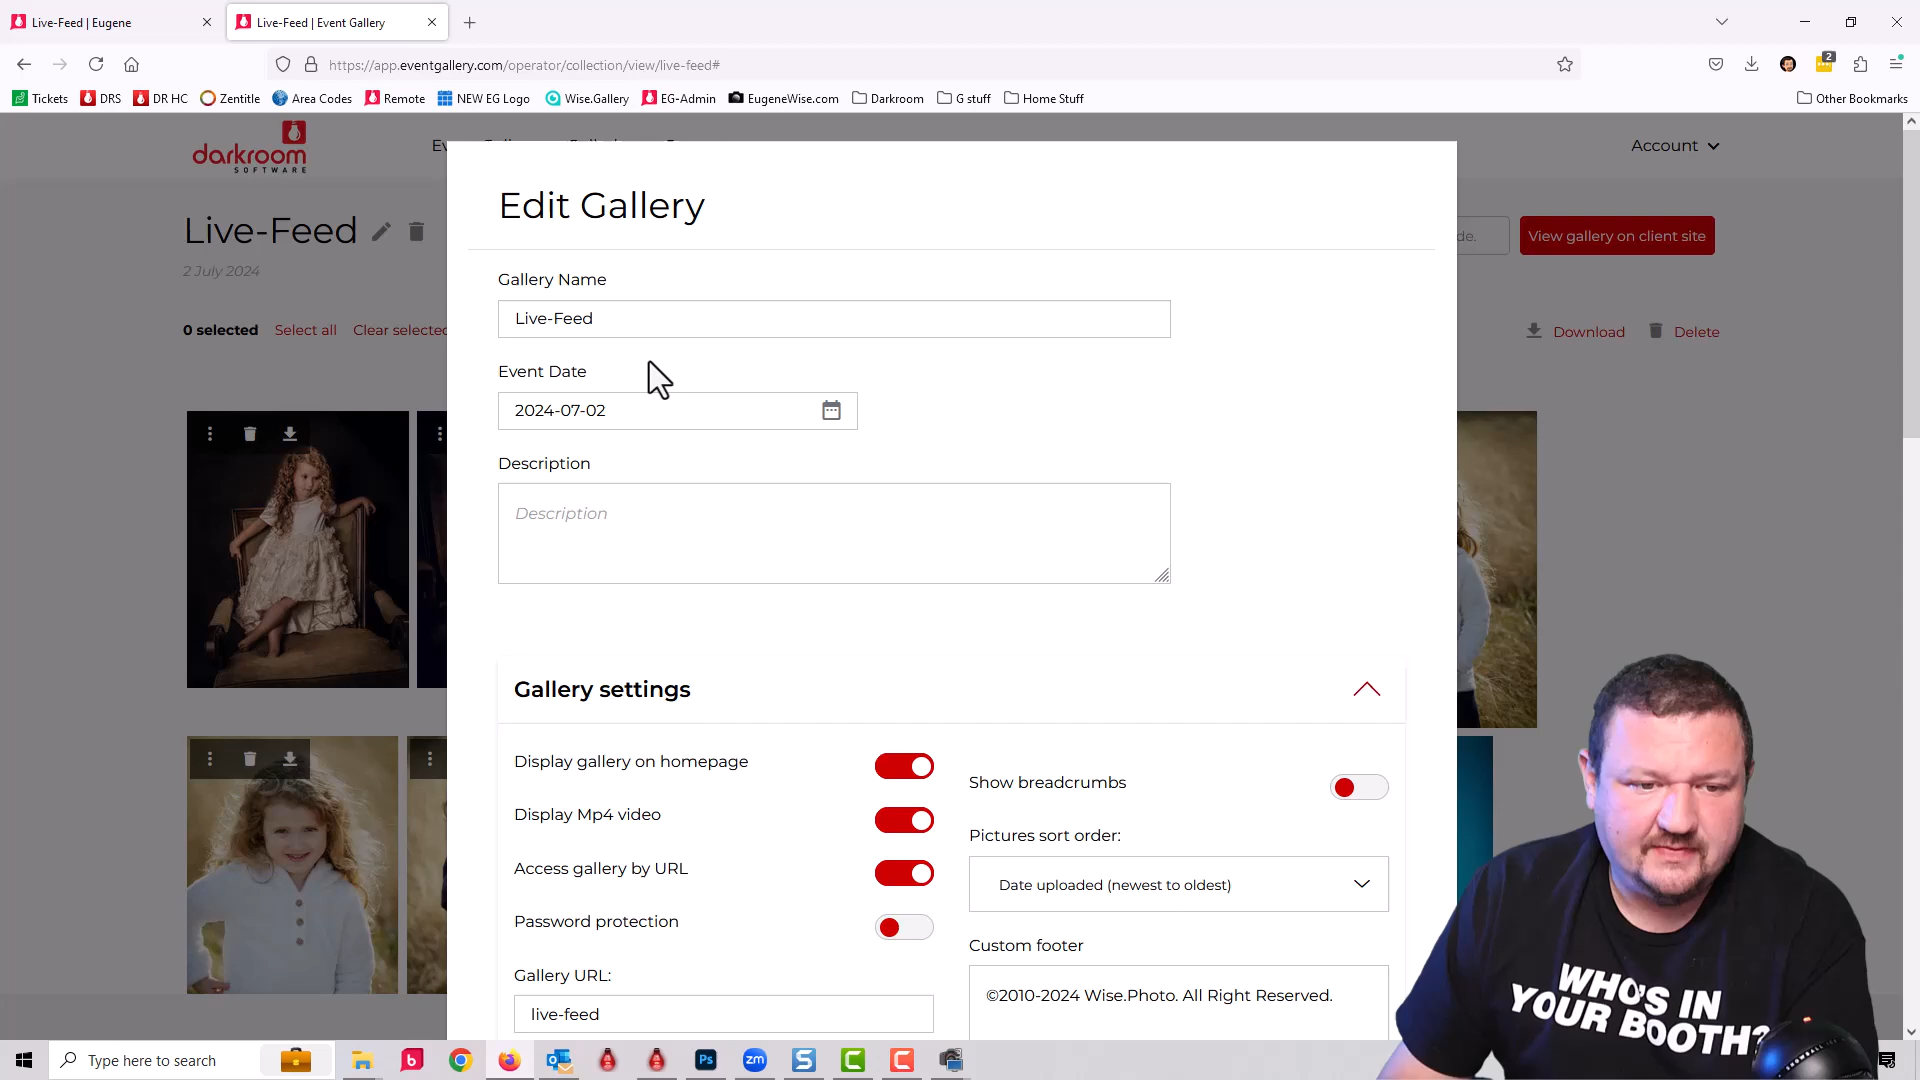 Live-Feed | Eugene
Live-Feed | Event Gallery
https://app.eventgallery.com/operator/collection/view/live-feed#
2
Tickets
DRS
DR HC
Zentitle
Area Codes
Remote
NEW EG Logo
Wise.Gallery
EG-Admin
EugeneWise.com
Darkroom
G stuff
Home Stuff
Other Bookmarks
darkroom
SOFTWARE
Account
Live-Feed
2 July 2024
de.
View gallery on client site
0 selected
Select all
Clear selected
Download
Delete
Edit Gallery
Gallery Name
Live-Feed
Event Date
2024-07-02
Description
Description
Gallery settings
Display gallery on homepage
Display Mp4 video
Access gallery by URL
Password protection
Gallery URL:
live-feed
Show breadcrumbs
Pictures sort order:
Date uploaded (newest to oldest)
Custom footer
©2010-2024 Wise.Photo. All Right Reserved.
WHO'S IN
YOUR BOOTH?
Type here to search
b
Ps
zm
S
C
C